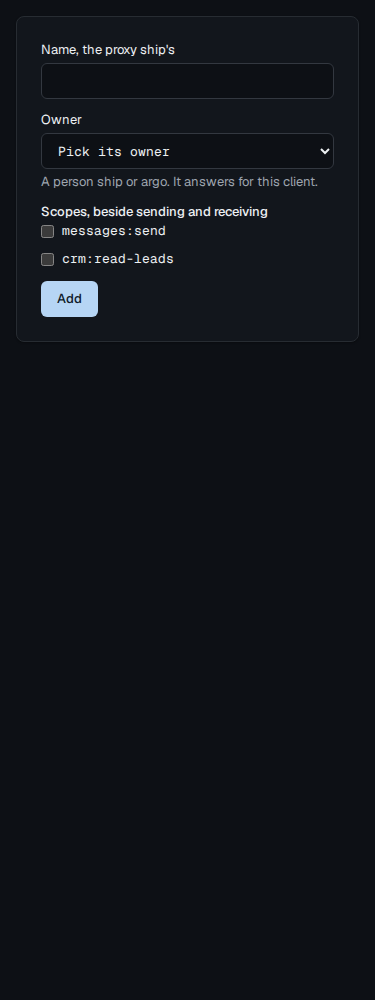 Name, the proxy ship's
Owner
Pick its owner
A person ship or argo. It answers for this client.
Scopes, beside sending and receiving
messages:send
crm:read-leads
Add